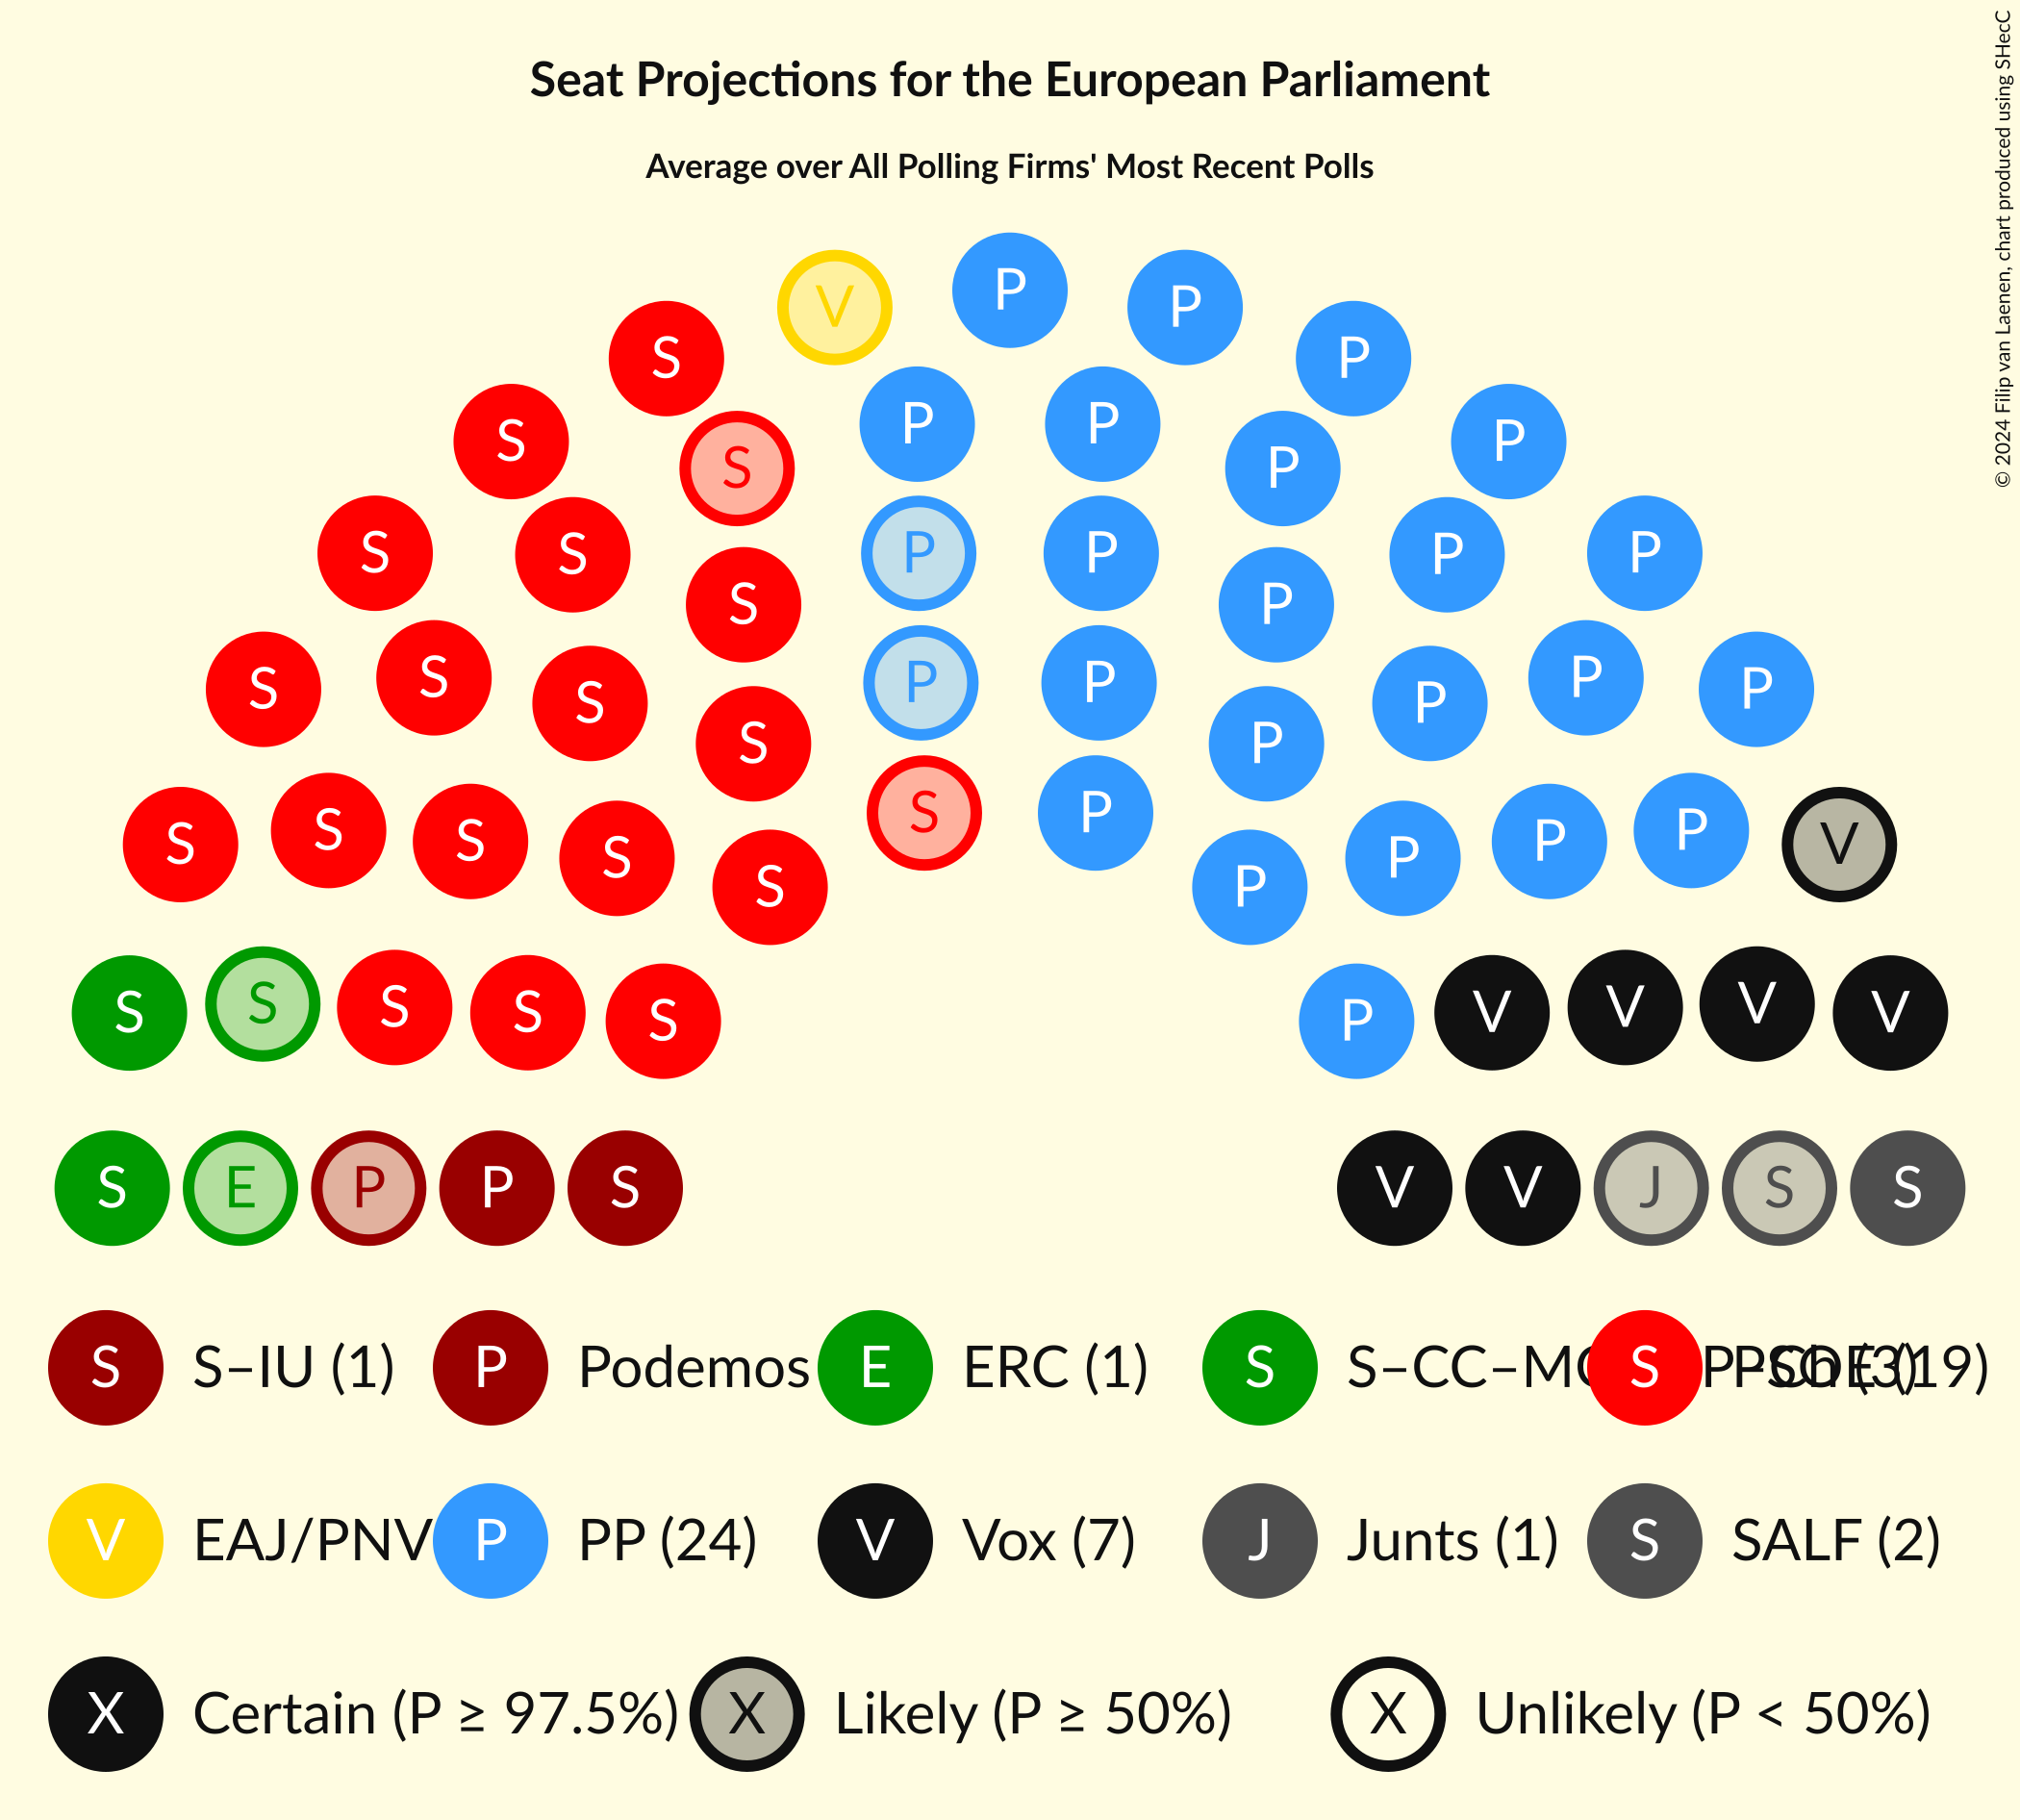 Seat Projections for the European Parliament
Average over All Polling Firms' Most Recent Polls
© 2024 Filip van Laenen, chart produced using SHecC
V P P P
S P P P
S S P P
S S P P P P
S S P P
S S S S P P P P
S S P P
S S S S S P P P P V
S S S S S P V V V V
S E P P S V V J S S
S S–IU (1) P Podemos E ERC (1) S S–CC–M S PSOE (19)
V EAJ/PNV P PP (24) V Vox (7) J Junts (1) S SALF (2)
X Certain (P ≥ 97.5%) X Likely (P ≥ 50%) X Unlikely (P < 50%)